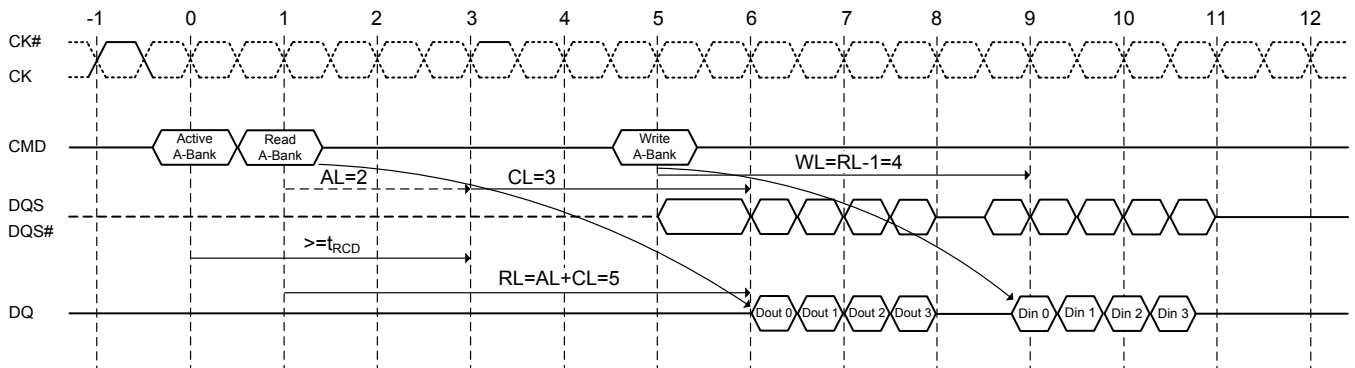 -1 0 1 2 3 4 5 6 7 8 9 10 11 12
CK#
CK
CMD
Active
A-Bank
Read
A-Bank
Write
A-Bank
WL=RL-1=4
AL=2
CL=3
DQS
DQS#
>=tRCD
RL=AL+CL=5
DQ
Dout 0 Dout 1 Dout 2 Dout 3 Din 0 Din 1 Din 2 Din 3